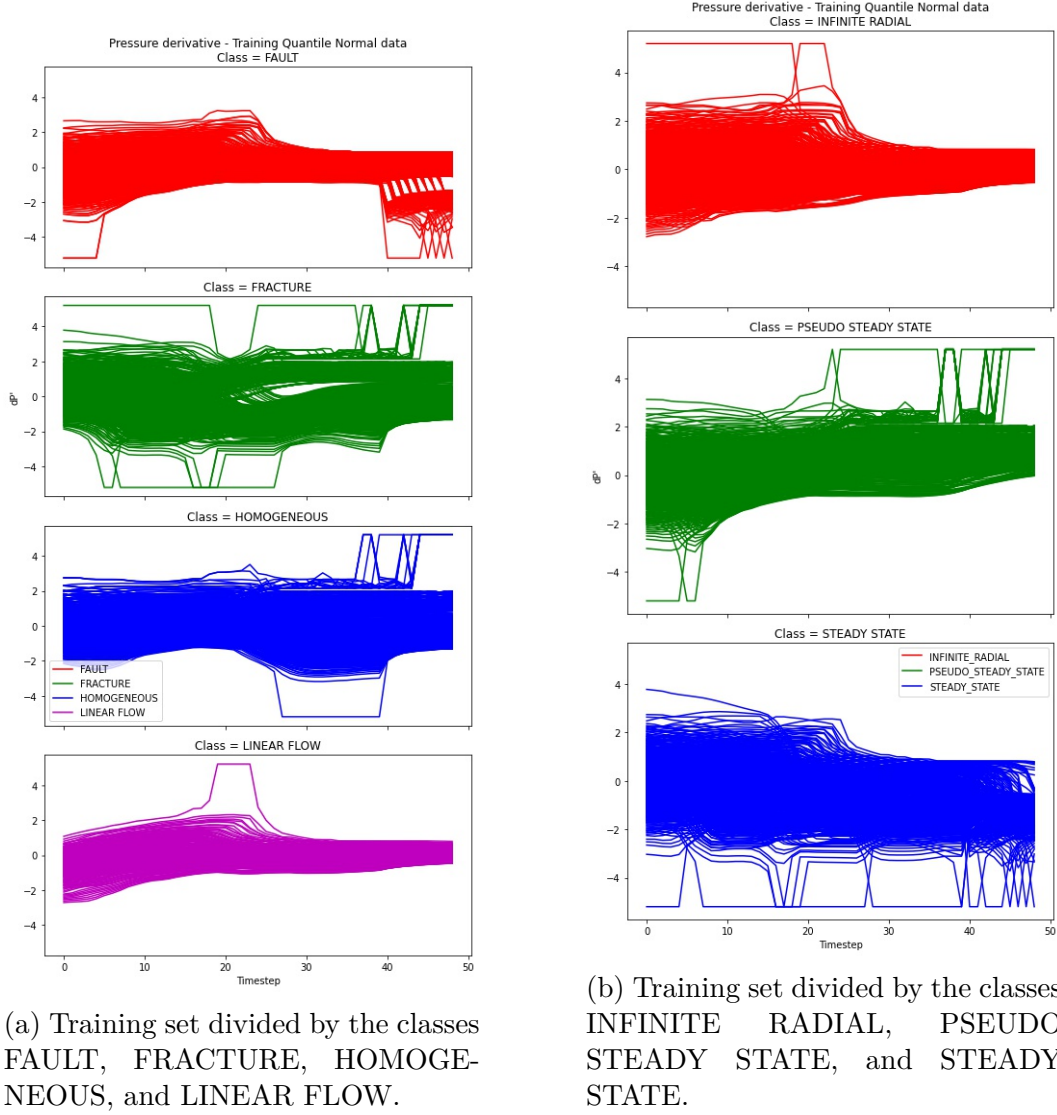 Pressure derivative - Training Quantile Normal data
Class = FAULT
4
2
0
−2
−4
Class = FRACTURE
4
2
0
−2
−4
dP'
Class = HOMOGENEOUS
4
2
0
−2
−4
FAULT
FRACTURE
HOMOGENEOUS
LINEAR FLOW
Class = LINEAR FLOW
4
2
0
−2
−4
0 10 20 30 40 50
Timestep
(a) Training set divided by the classes
FAULT, FRACTURE, HOMOGE-
NEOUS, and LINEAR FLOW.
Pressure derivative - Training Quantile Normal data
Class = INFINITE RADIAL
4
2
0
−2
−4
Class = PSEUDO STEADY STATE
4
2
0
−2
−4
dP'
Class = STEADY STATE
INFINITE_RADIAL
PSEUDO_STEADY_STATE
STEADY_STATE
4
2
0
−2
−4
0 10 20 30 40 50
Timestep
(b) Training set divided by the classes
INFINITE RADIAL, PSEUDO
STEADY STATE, and STEADY
STATE.